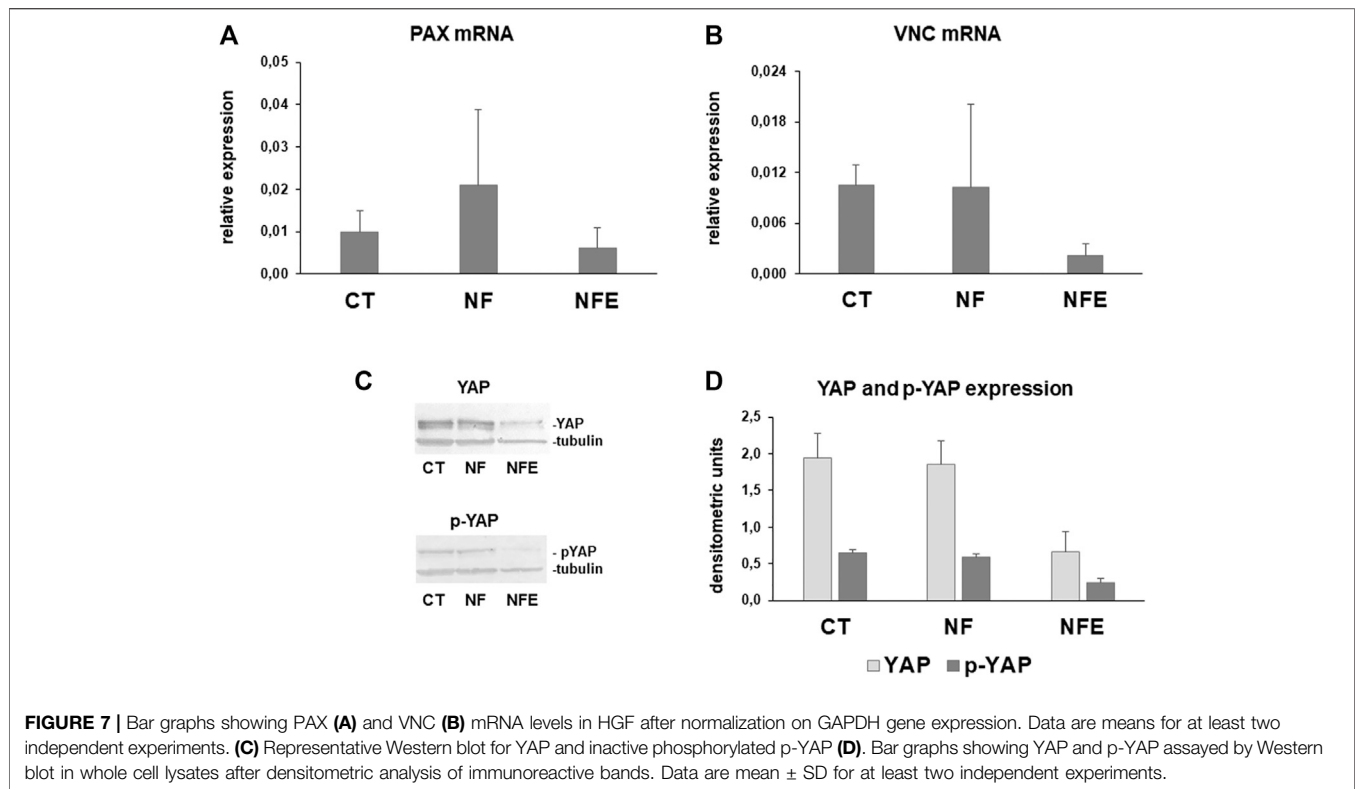 A
PAX mRNA
relative expression
0,05
0,04
0,03
0,02
0,01
0,00
CT NF NFE
B
VNC mRNA
relative expression
0,024
0,018
0,012
0,006
0,000
CT NF NFE
C
YAP
-YAP
-tubulin
CT NF NFE
p-YAP
- pYAP
-tubulin
CT NF NFE
D
YAP and p-YAP expression
densitometric units
2,5
2,0
1,5
1,0
0,5
0,0
CT NF NFE
YAP p-YAP
FIGURE 7 | Bar graphs showing PAX (A) and VNC (B) mRNA levels in HGF after normalization on GAPDH gene expression. Data are means for at least two
independent experiments. (C) Representative Western blot for YAP and inactive phosphorylated p-YAP (D). Bar graphs showing YAP and p-YAP assayed by Western
blot in whole cell lysates after densitometric analysis of immunoreactive bands. Data are mean ± SD for at least two independent experiments.